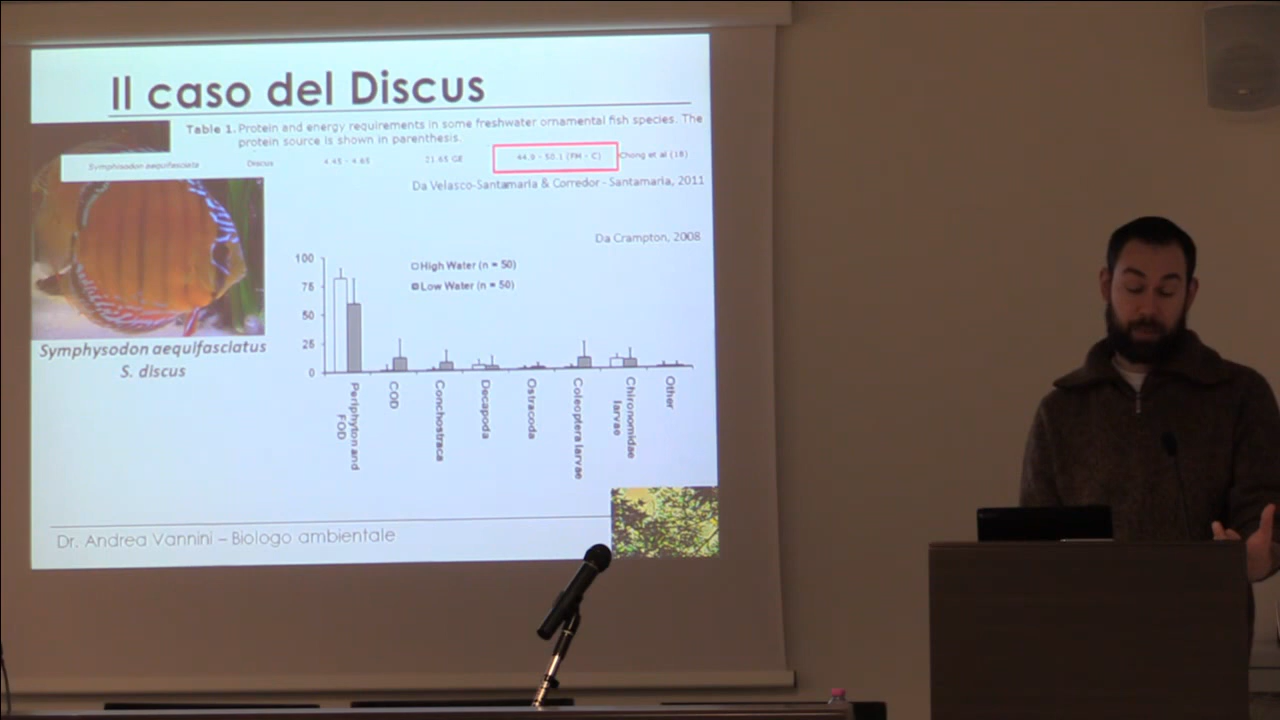 Il caso del Discus
Table 1. Protein and energy requirements in some freshwater ornamental fish species. The
protein source is shown in parenthesis.
Symphysodon aequifasciata Discus 4.45 - 4.65 21.65 GE 44.9 - 50.1 (FM - C) Chong et al (18)
Da Velasco-Santamaria & Corredor - Santamaria, 2011
Da Crampton, 2008
100
75
50
25
0
High Water (n = 50)
Low Water (n = 50)
Periphyton and
FOD
COD
Conchostraca
Decapoda
Ostracoda
Coleoptera larvae
Chironomidae
larvae
Other
Symphysodon aequifasciatus
S. discus
Dr. Andrea Vannini – Biologo ambientale